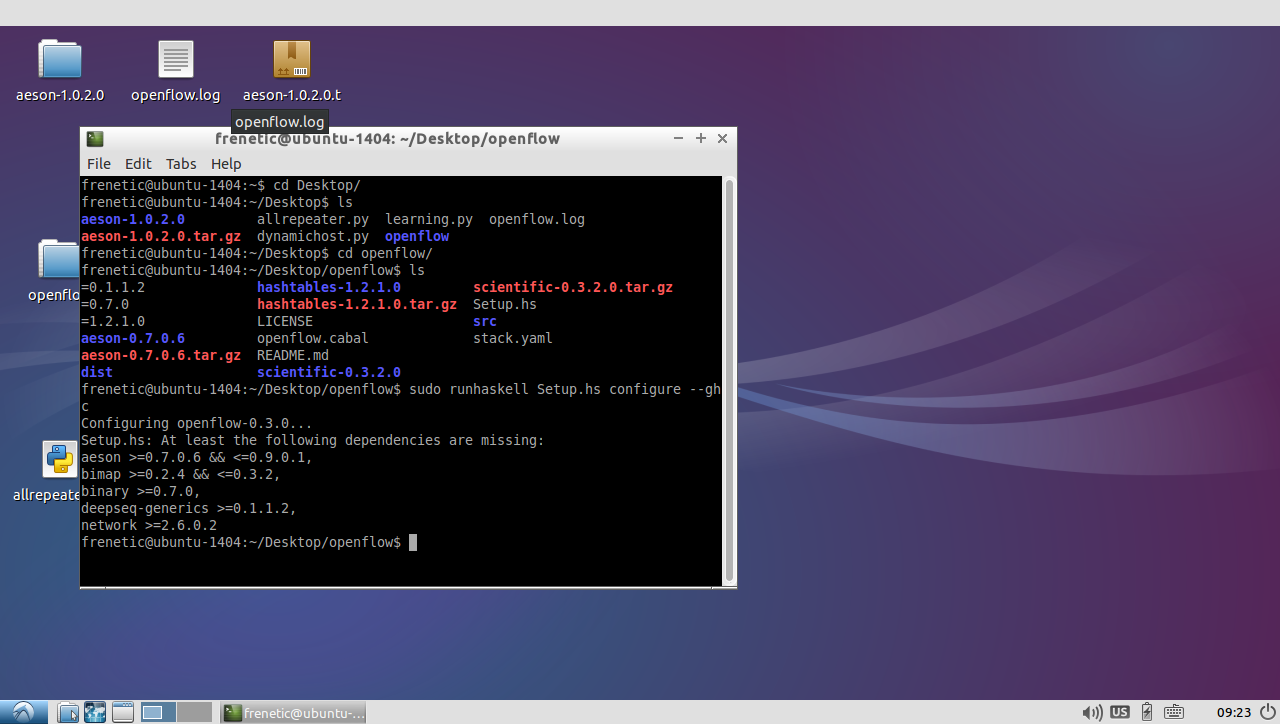 aeson-1.0.2.0 openflow.log aeson-1.0.2.0.t
openflow.log
frenetic@ubuntu-1404: ~/Desktop/openflow
File Edit Tabs Help
frenetic@ubuntu-1404:~$ cd Desktop/
frenetic@ubuntu-1404:~/Desktop$ ls
aeson-1.0.2.0 allrepeater.py learning.py openflow.log
aeson-1.0.2.0.tar.gz dynamichost.py openflow
frenetic@ubuntu-1404:~/Desktop$ cd openflow/
frenetic@ubuntu-1404:~/Desktop/openflow$ ls
=0.1.1.2 hashtables-1.2.1.0 scientific-0.3.2.0.tar.gz
=0.7.0 hashtables-1.2.1.0.tar.gz Setup.hs
=1.2.1.0 LICENSE src
aeson-0.7.0.6 openflow.cabal stack.yaml
aeson-0.7.0.6.tar.gz README.md
dist scientific-0.3.2.0
frenetic@ubuntu-1404:~/Desktop/openflow$ sudo runhaskell Setup.hs configure --gh
c
Configuring openflow-0.3.0...
Setup.hs: At least the following dependencies are missing:
aeson >=0.7.0.6 && <=0.9.0.1,
bimap >=0.2.4 && <=0.3.2,
binary >=0.7.0,
deepseq-generics >=0.1.1.2,
network >=2.6.0.2
frenetic@ubuntu-1404:~/Desktop/openflow$
openflo
allrepeate
frenetic@ubuntu-... US 09:23